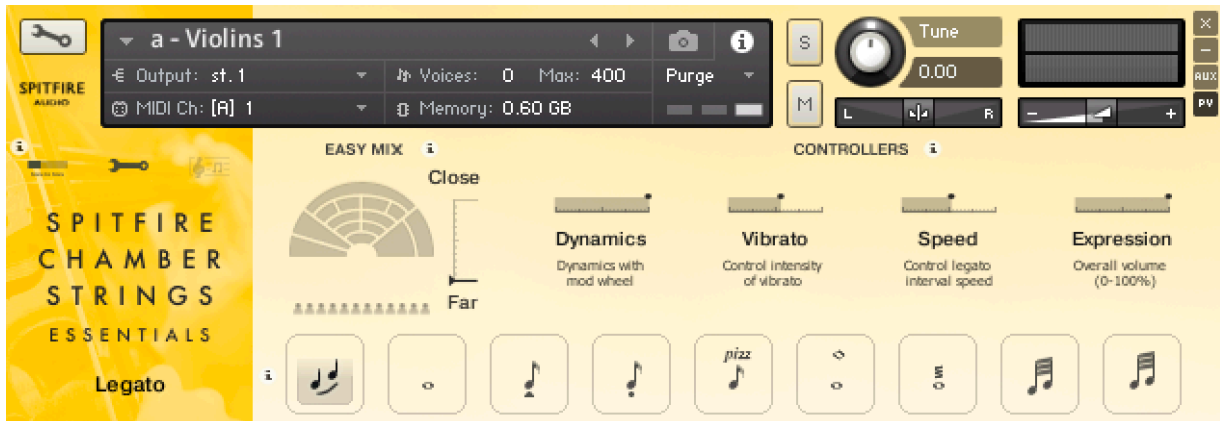 a - Violins 1
S
Tune
×
−
SPITFIRE
AUDIO
Output: st. 1
Voices: 0 Max: 400
Purge
0.00
AUX
MIDI Ch: [A] 1
Memory: 0.60 GB
M
L
R
−
+
PV
EASY MIX
CONTROLLERS
Close
SPITFIRE
CHAMBER
STRINGS
ESSENTIALS
Legato
Far
Dynamics
Dynamics with
mod wheel
Vibrato
Control intensity
of vibrato
Speed
Control legato
interval speed
Expression
Overall volume
(0-100%)
pizz